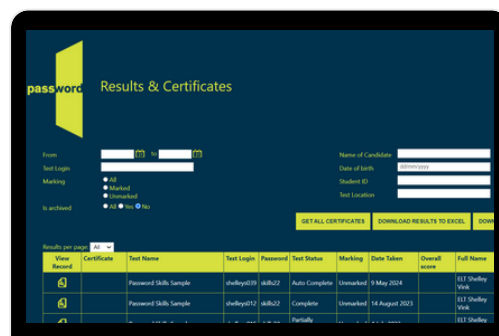 password
Results & Certificates
From to
Name of Candidate
Test Login
Date of birth dd/mm/yyyy
Marking All
Student ID
Marked
Test Location
Unmarked
Is archived All Yes No
GET ALL CERTIFICATES DOWNLOAD RESULTS TO EXCEL DOWN
Results per page: All
View Record Certificate Test Name Test Login Password Test Status Marking Date Taken Overall score Full Name
Password Skills Sample shelleys039 skills22 Auto Complete Unmarked 9 May 2024 ELT Shelley Vink
Password Skills Sample shelleys012 skills22 Complete Unmarked 14 August 2023 ELT Shelley Vink
Partially
ELT Shelley